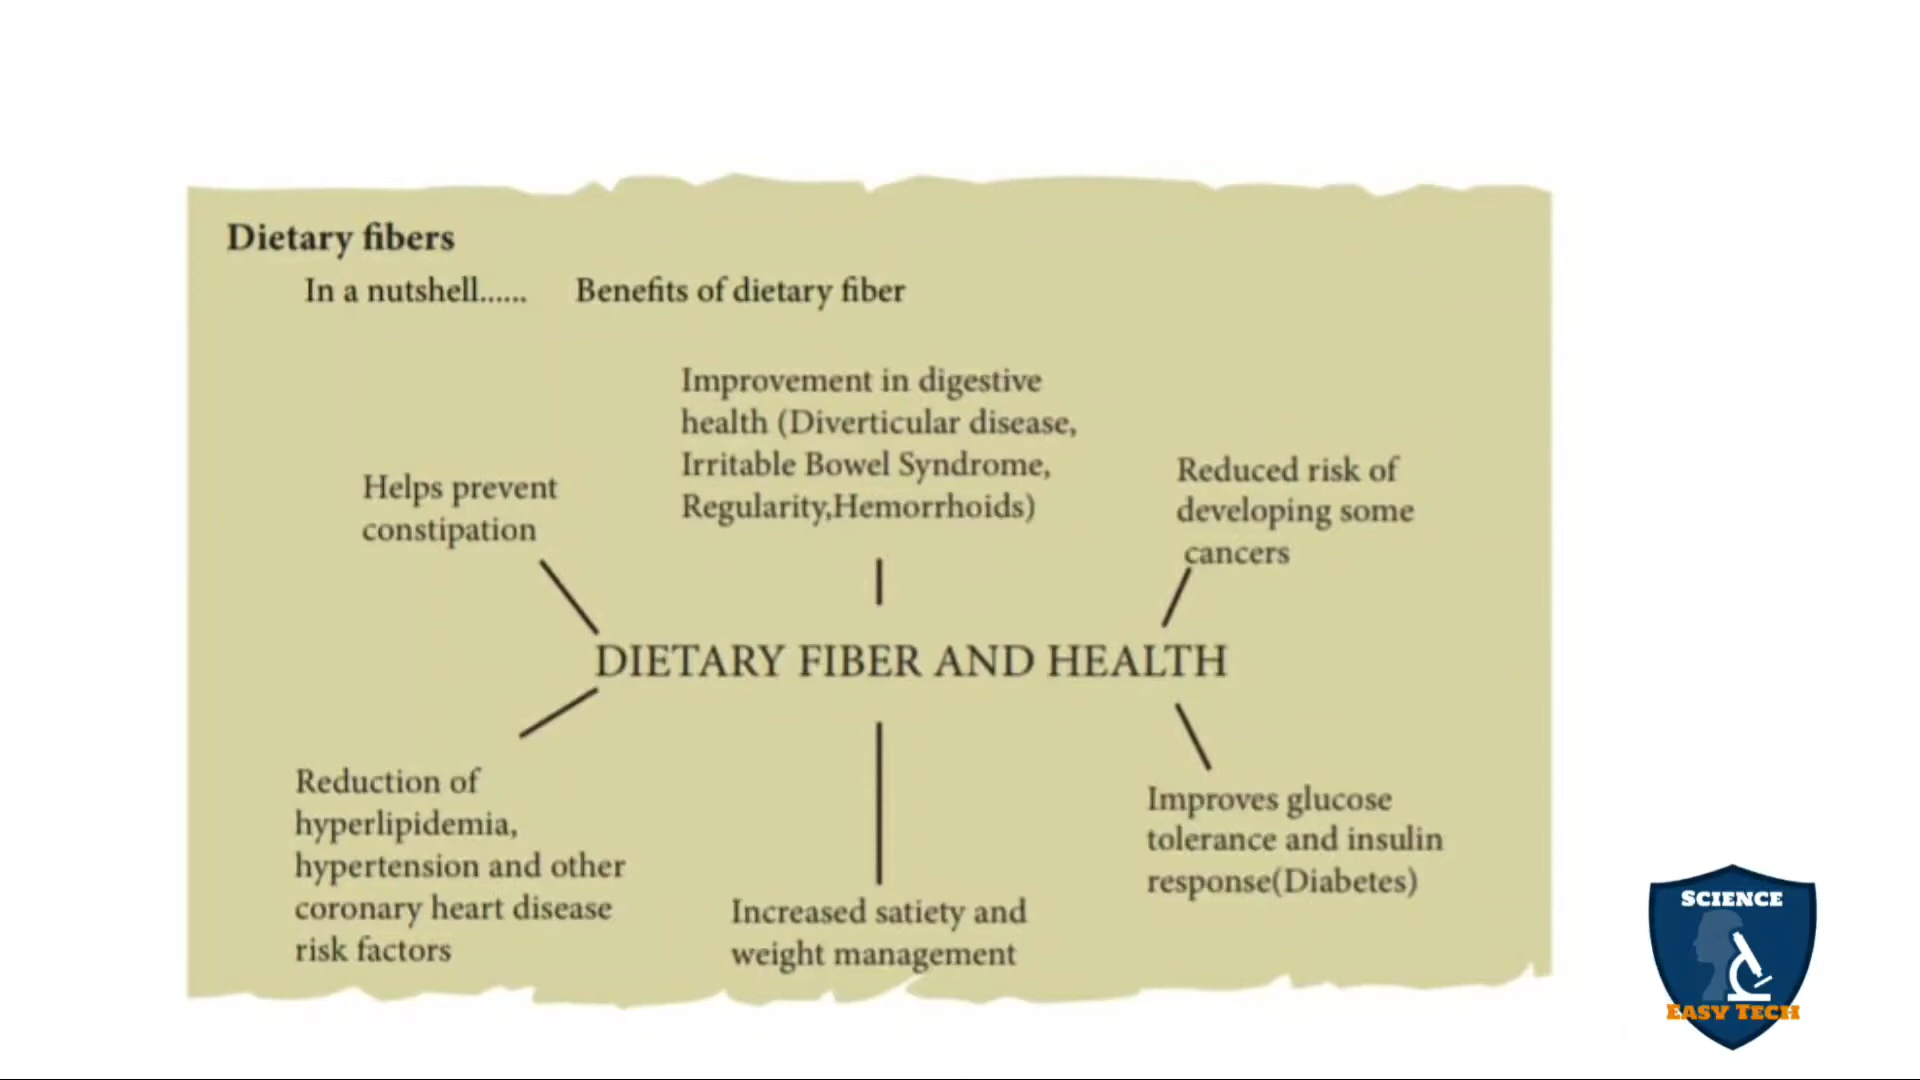 Dietary fibers
In a nutshell...... Benefits of dietary fiber
Improvement in digestive
health (Diverticular disease,
Irritable Bowel Syndrome,
Regularity,Hemorrhoids)
Helps prevent
constipation
Reduced risk of
developing some
cancers
DIETARY FIBER AND HEALTH
Reduction of
hyperlipidemia,
hypertension and other
coronary heart disease
risk factors
Increased satiety and
weight management
Improves glucose
tolerance and insulin
response(Diabetes)
SCIENCE
EASY TECH